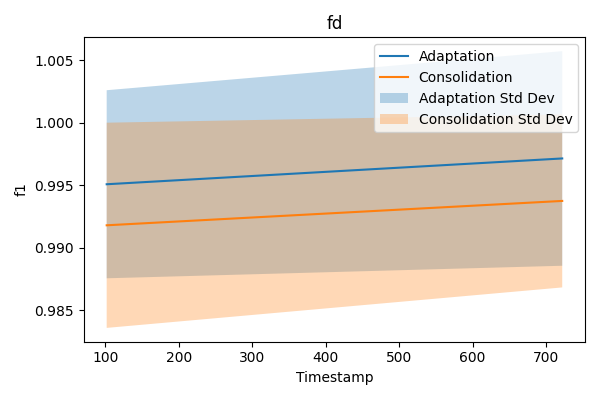 fd
Adaptation
Consolidation
Adaptation Std Dev
Consolidation Std Dev
1.005
1.000
0.995
0.990
0.985
f1
100 200 300 400 500 600 700
Timestamp